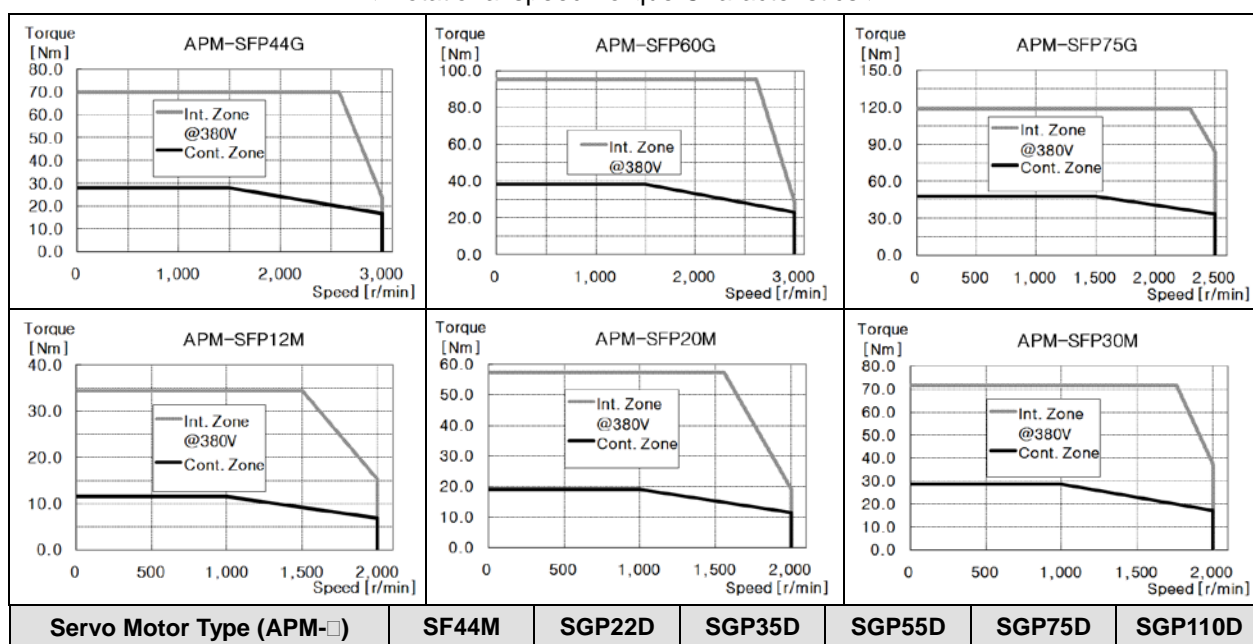 Torque
[Nm]
APM-SFP44G
80.0
70.0
60.0
50.0
40.0
30.0
20.0
10.0
0.0
Int. Zone
@380V
Cont. Zone
0 1,000 2,000 3,000
Speed [r/min]
Torque
[Nm]
APM-SFP60G
100.0
80.0
60.0
40.0
20.0
0.0
Int. Zone
@380V
0 1,000 2,000 3,000
Speed [r/min]
Torque
[Nm]
APM-SFP75G
150.0
120.0
90.0
60.0
30.0
0.0
Int. Zone
@380V
Cont. Zone
0 500 1,000 1,500 2,000 2,500
Speed [r/min]
Torque
[Nm]
APM-SFP12M
40.0
30.0
20.0
10.0
0.0
Int. Zone
@380V
Cont. Zone
0 500 1,000 1,500 2,000
Speed [r/min]
Torque
[Nm]
APM-SFP20M
60.0
50.0
40.0
30.0
20.0
10.0
0.0
Int. Zone
@380V
Cont. Zone
0 500 1,000 1,500 2,000
Speed [r/min]
Torque
[Nm]
APM-SFP30M
80.0
70.0
60.0
50.0
40.0
30.0
20.0
10.0
0.0
Int. Zone
@380V
Cont. Zone
0 500 1,000 1,500 2,000
Speed [r/min]
Servo Motor Type (APM-□) SF44M SGP22D SGP35D SGP55D SGP75D SGP110D